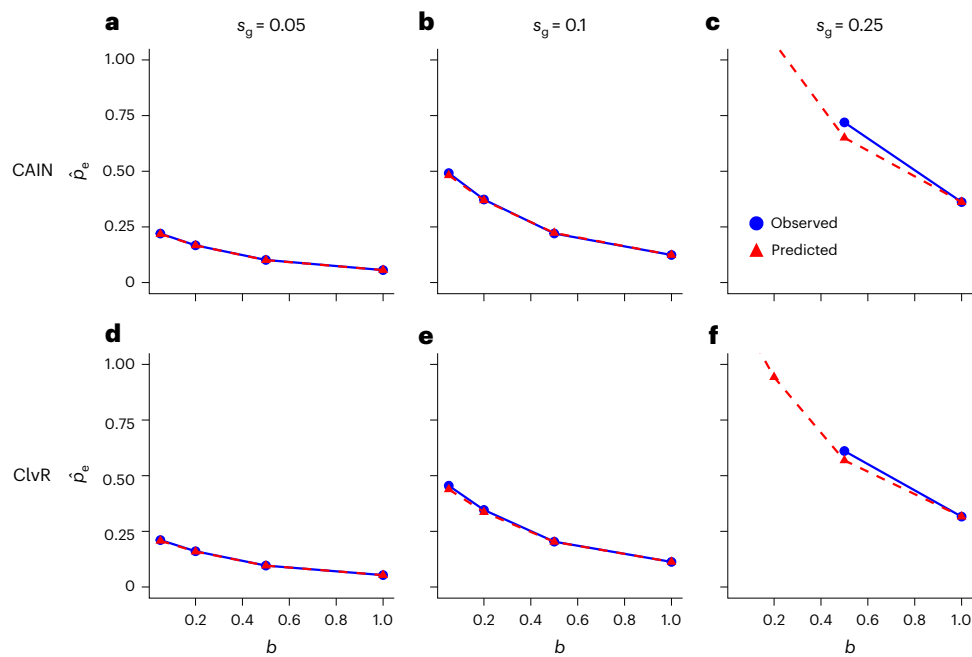 a s_g = 0.05 b s_g = 0.1 c s_g = 0.25
1.00
0.75
CAIN p̂_e 0.50
0.25
0
Observed
Predicted
d e f
1.00
0.75
ClvR p̂_e 0.50
0.25
0
0.2 0.4 0.6 0.8 1.0 0.2 0.4 0.6 0.8 1.0 0.2 0.4 0.6 0.8 1.0
b b b